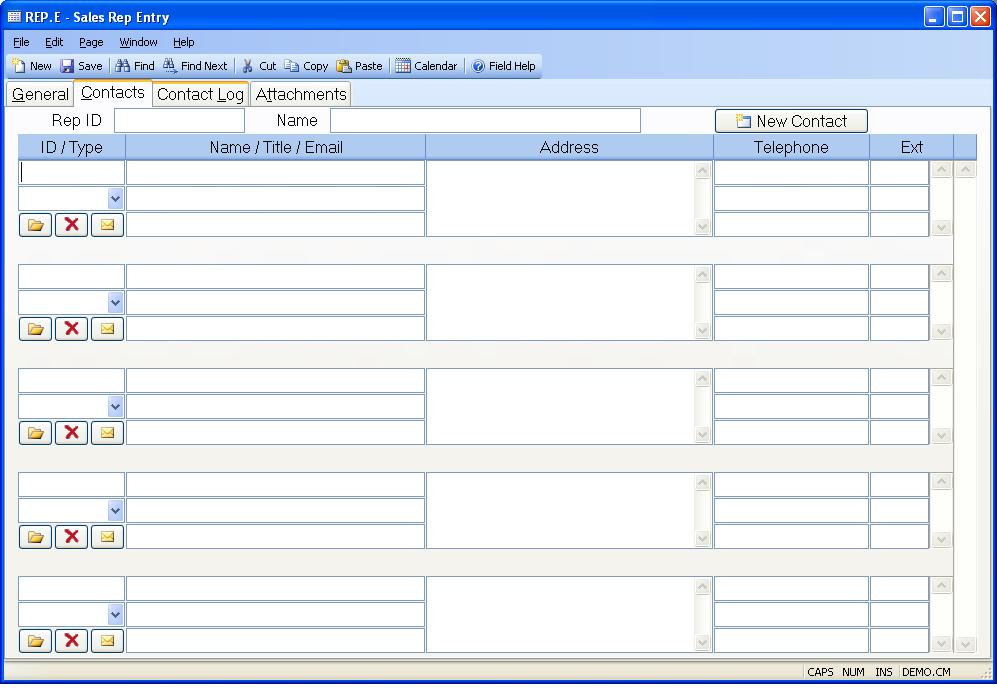 REP.E - Sales Rep Entry
File Edit Page Window Help
New Save Find Find Next Cut Copy Paste Calendar Field Help
General Contacts Contact Log Attachments
Rep ID Name New Contact
ID / Type Name / Title / Email Address Telephone Ext
CAPS NUM INS DEMO.CM